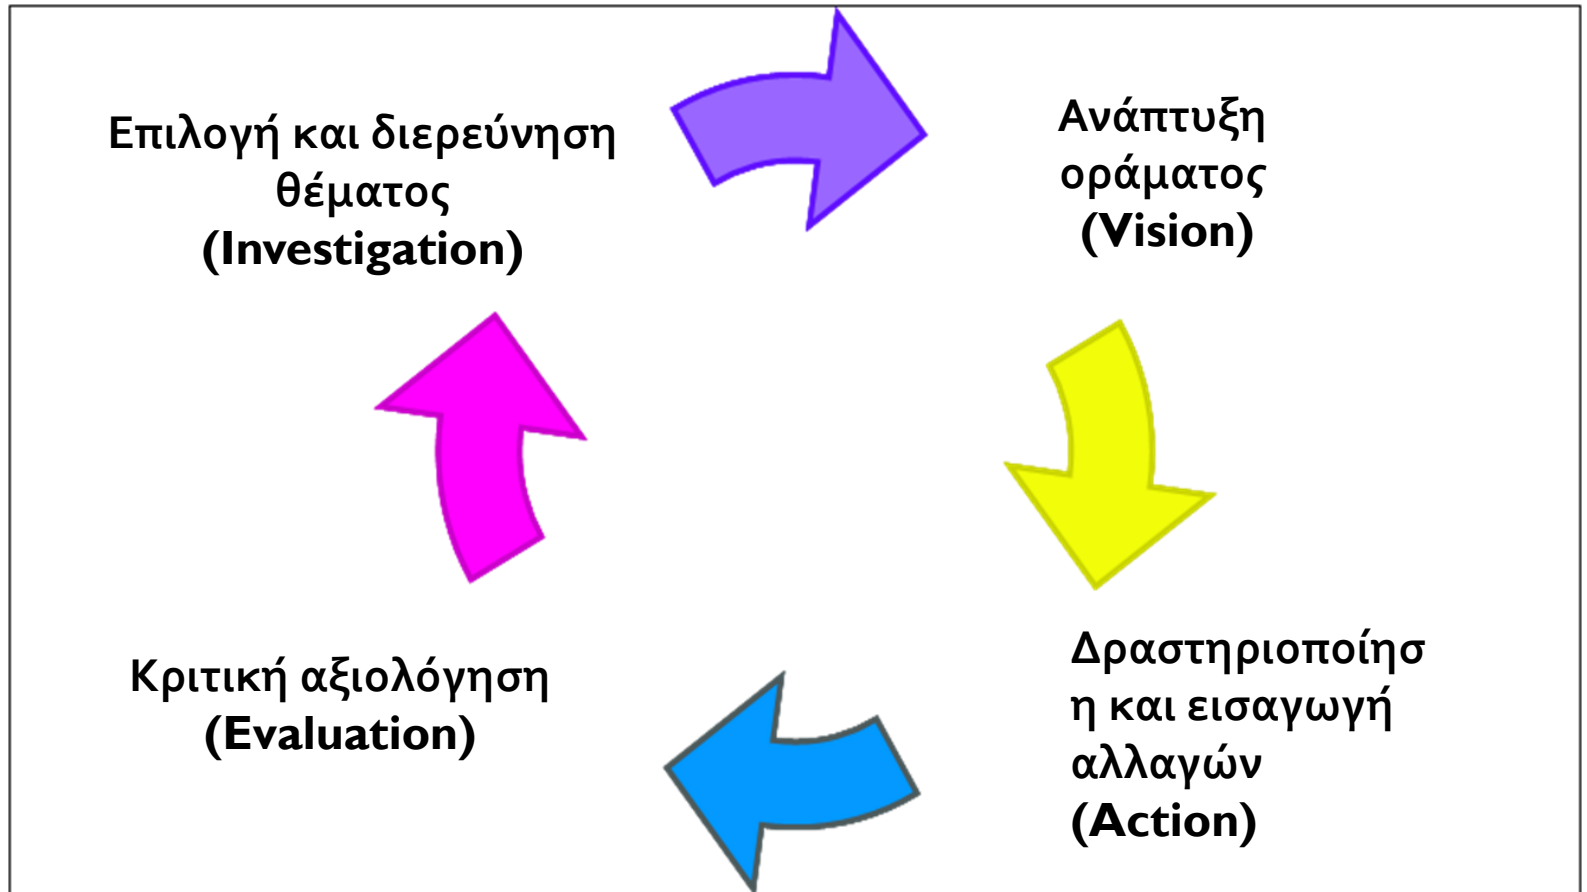 Επιλογή και διερεύνηση
θέματος
(Investigation)
Ανάπτυξη
οράματος
(Vision)
Δραστηριοποίησ
η και εισαγωγή
αλλαγών
(Action)
Κριτική αξιολόγηση
(Evaluation)